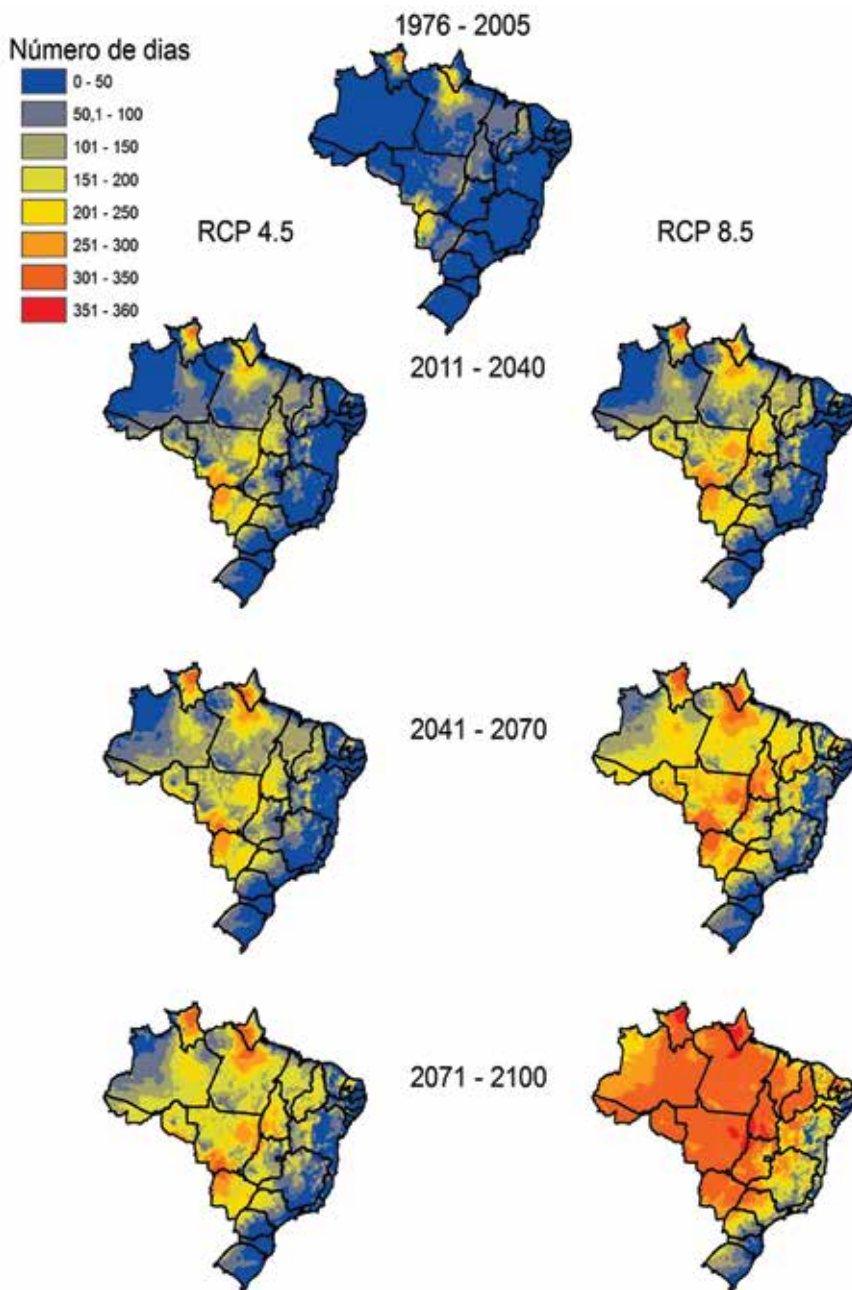 1976 - 2005
Número de dias
0 - 50
50,1 - 100
101 - 150
151 - 200
201 - 250
251 - 300
301 - 350
351 - 360
RCP 4.5
RCP 8.5
2011 - 2040
2041 - 2070
2071 - 2100